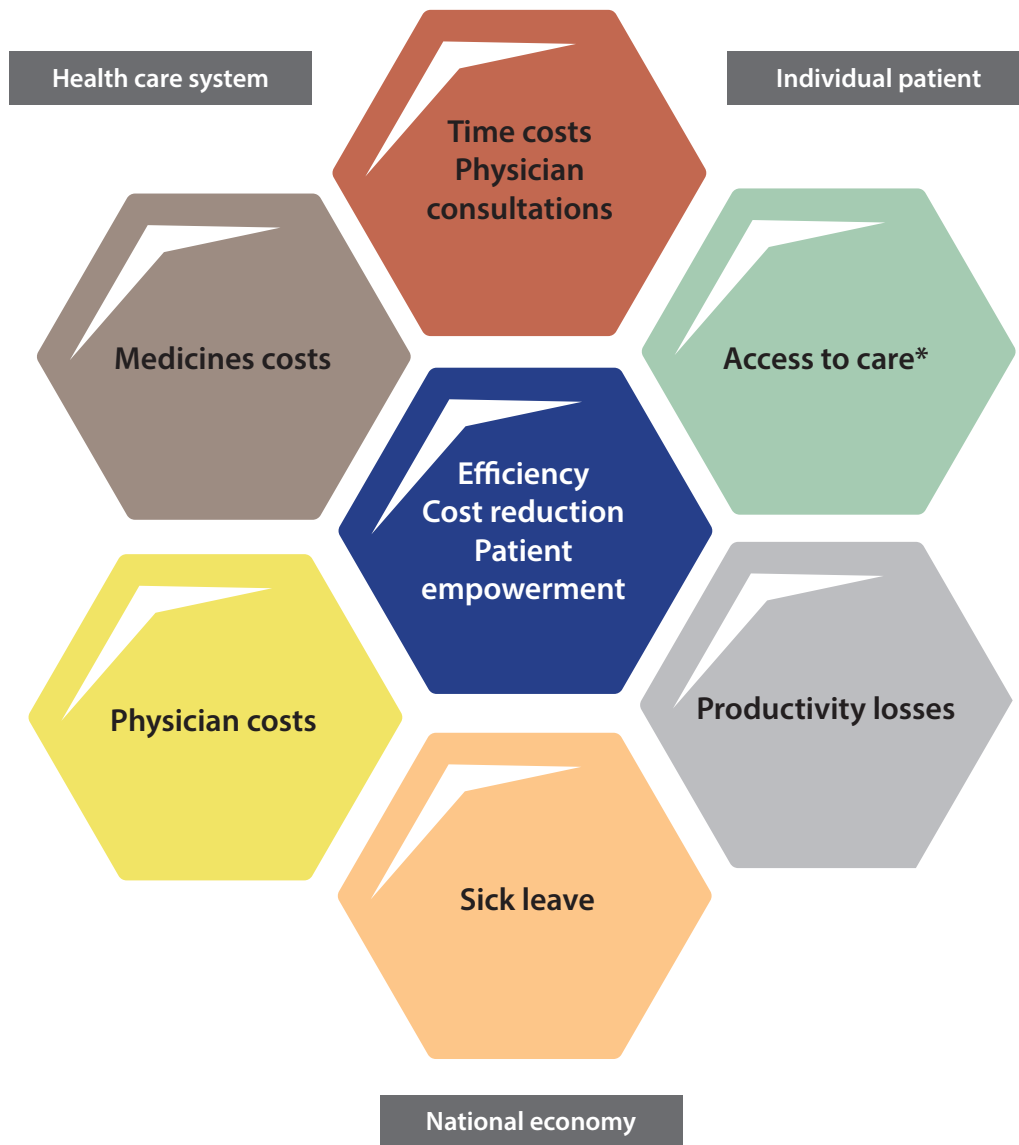 Health care system
Individual patient
Time costs
Physician
consultations
Medicines costs
Access to care*
Efficiency
Cost reduction
Patient
empowerment
Physician costs
Productivity losses
Sick leave
National economy